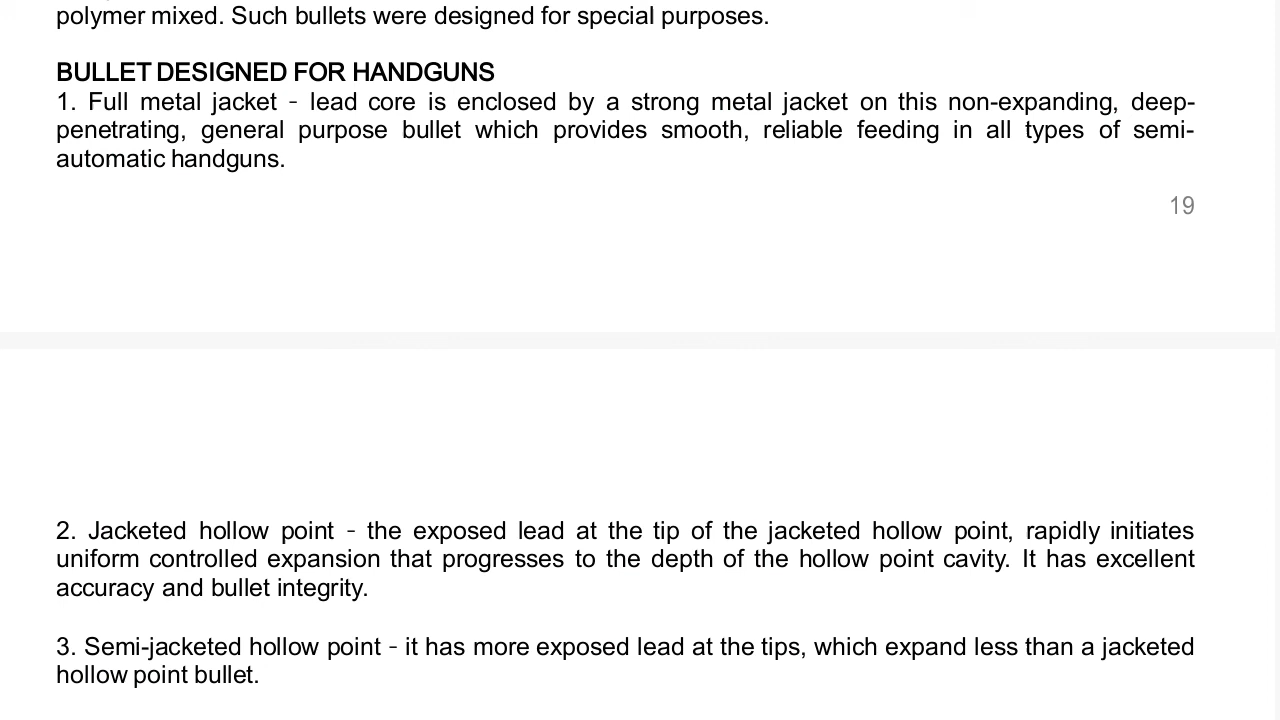 polymer mixed. Such bullets were designed for special purposes.
BULLET DESIGNED FOR HANDGUNS
1. Full metal jacket - lead core is enclosed by a strong metal jacket on this non-expanding, deep-
penetrating, general purpose bullet which provides smooth, reliable feeding in all types of semi-
automatic handguns.
19
2. Jacketed hollow point - the exposed lead at the tip of the jacketed hollow point, rapidly initiates
uniform controlled expansion that progresses to the depth of the hollow point cavity. It has excellent
accuracy and bullet integrity.
3. Semi-jacketed hollow point - it has more exposed lead at the tips, which expand less than a jacketed
hollow point bullet.